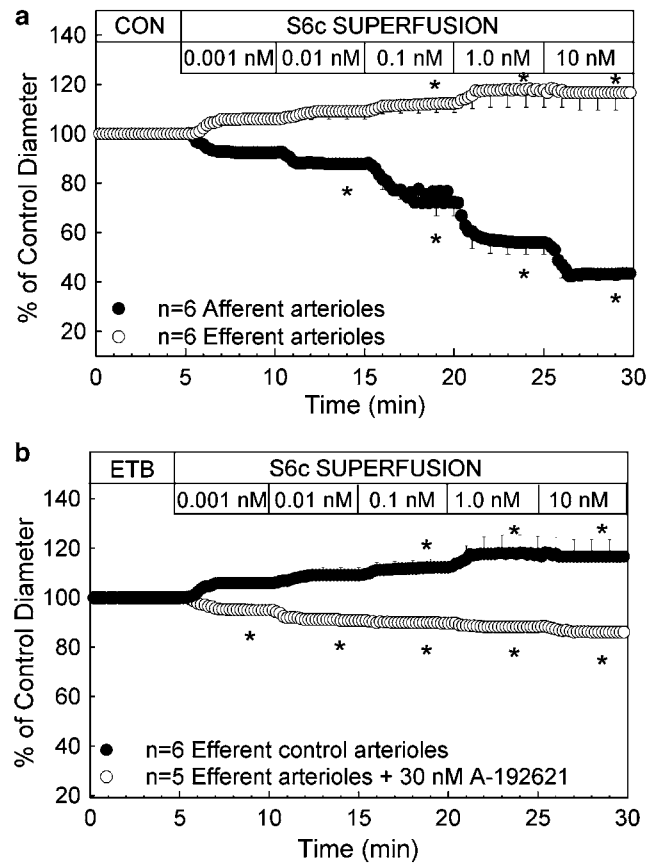 a
CON
S6c SUPERFUSION
0.001 nM 0.01 nM 0.1 nM 1.0 nM 10 nM
140
120
100
80
60
40
20
% of Control Diameter
* * *
* * * *
n=6 Afferent arterioles
n=6 Efferent arterioles
0 5 10 15 20 25 30
Time (min)
b
ETB
S6c SUPERFUSION
0.001 nM 0.01 nM 0.1 nM 1.0 nM 10 nM
140
120
100
80
60
40
20
% of Control Diameter
* * *
* * * * *
n=6 Efferent control arterioles
n=5 Efferent arterioles + 30 nM A-192621
0 5 10 15 20 25 30
Time (min)